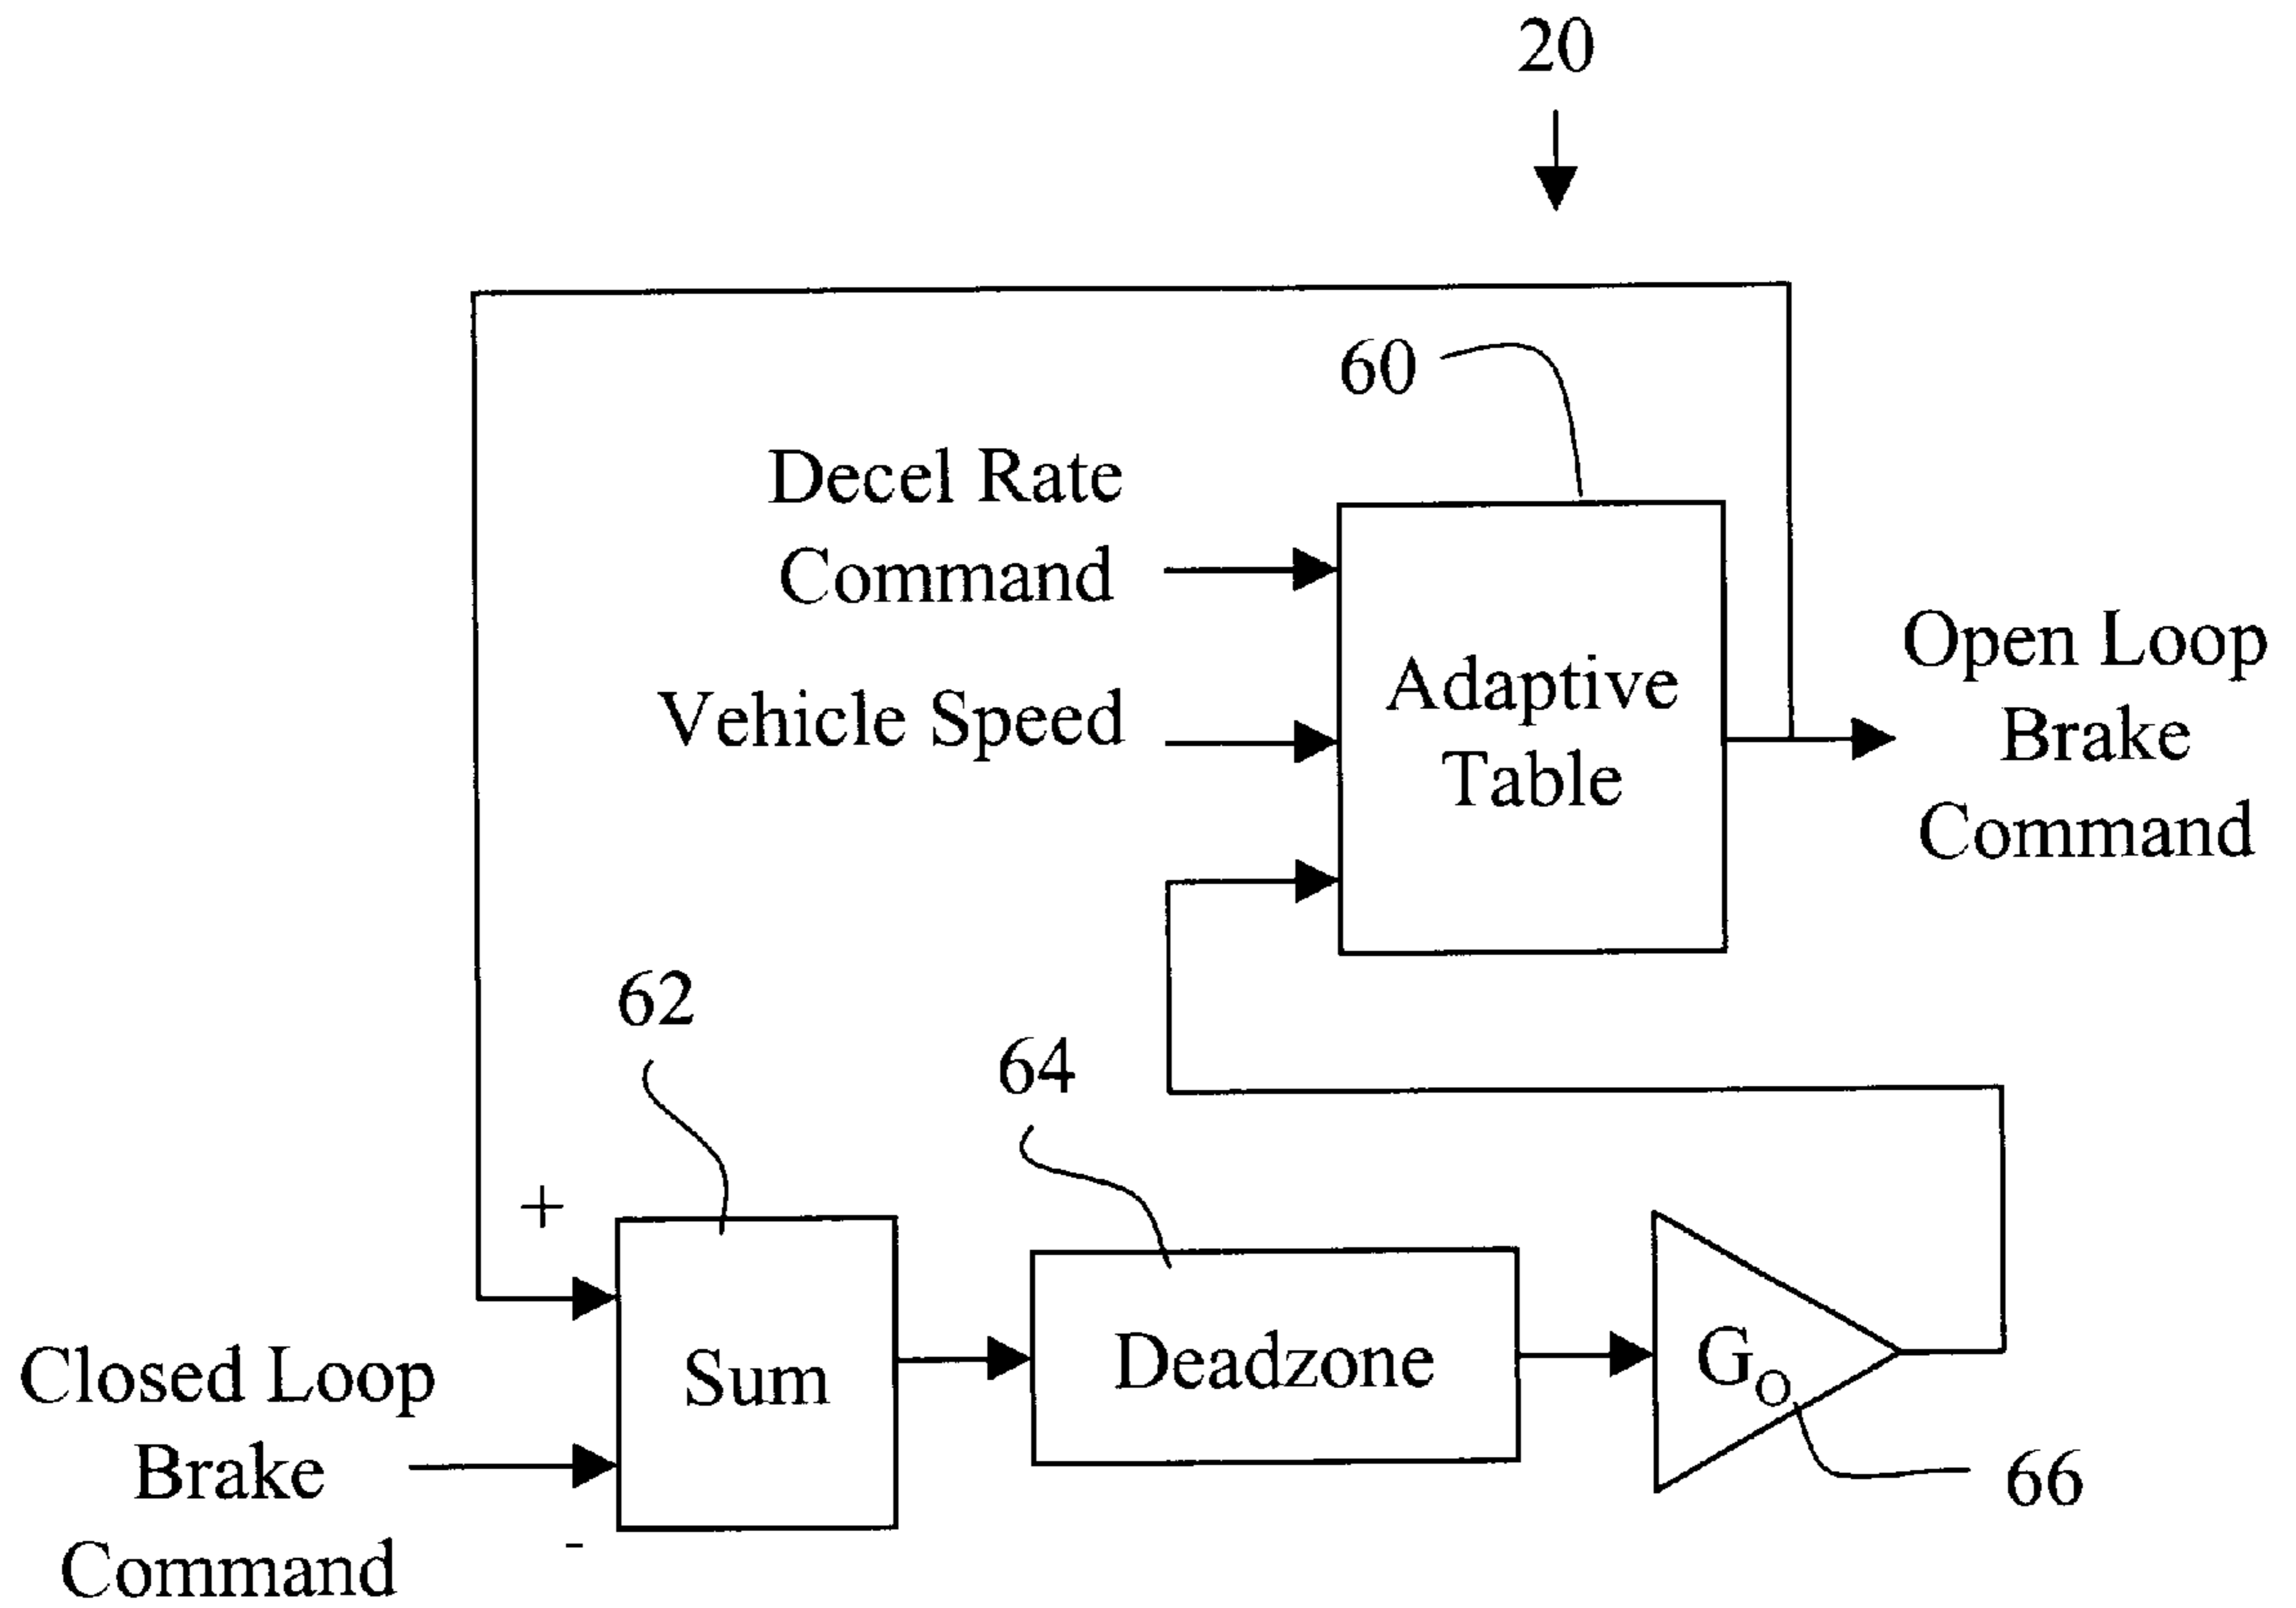 20
60
Decel Rate
Command
Vehicle Speed
Adaptive
Table
Open Loop
Brake
Command
62
64
+
Closed Loop
Brake
Command
-
Sum
Deadzone
GO
66